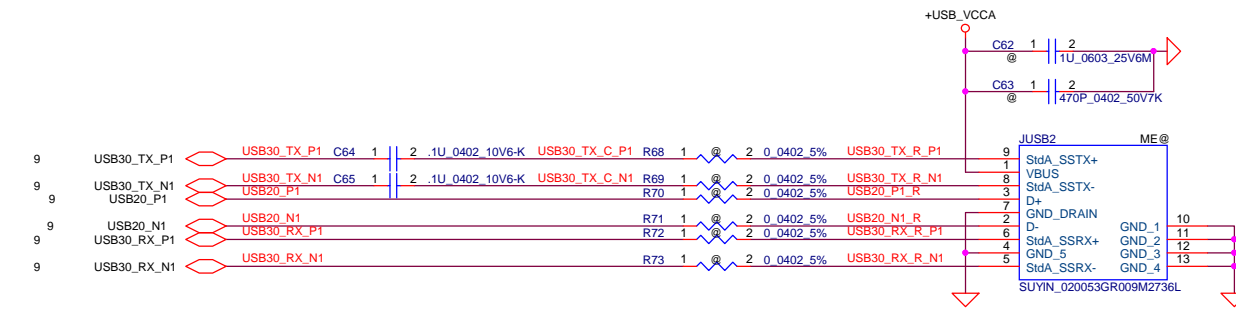 +USB_VCCA
C62 1 2
@ 1U_0603_25V6M
C63 1 2
@ 470P_0402_50V7K
JUSB2 ME@
9 USB30_TX_P1 USB30_TX_P1 C64 1 2 .1U_0402_10V6-K USB30_TX_C_P1 R68 1 @ 2 0_0402_5% USB30_TX_R_P1 9 StdA_SSTX+
1 VBUS
9 USB30_TX_N1 USB30_TX_N1 C65 1 2 .1U_0402_10V6-K USB30_TX_C_N1 R69 1 @ 2 0_0402_5% USB30_TX_R_N1 8 StdA_SSTX-
9 USB20_P1 USB20_P1 R70 1 @ 2 0_0402_5% USB20_P1_R 3 D+
7 GND_DRAIN
9 USB20_N1 USB20_N1 R71 1 @ 2 0_0402_5% USB20_N1_R 2 D- GND_1 10
9 USB30_RX_P1 USB30_RX_P1 R72 1 @ 2 0_0402_5% USB30_RX_R_P1 6 StdA_SSRX+ GND_2 11
4 GND_5 GND_3 12
9 USB30_RX_N1 USB30_RX_N1 R73 1 @ 2 0_0402_5% USB30_RX_R_N1 5 StdA_SSRX- GND_4 13
SUYIN_020053GR009M2736L